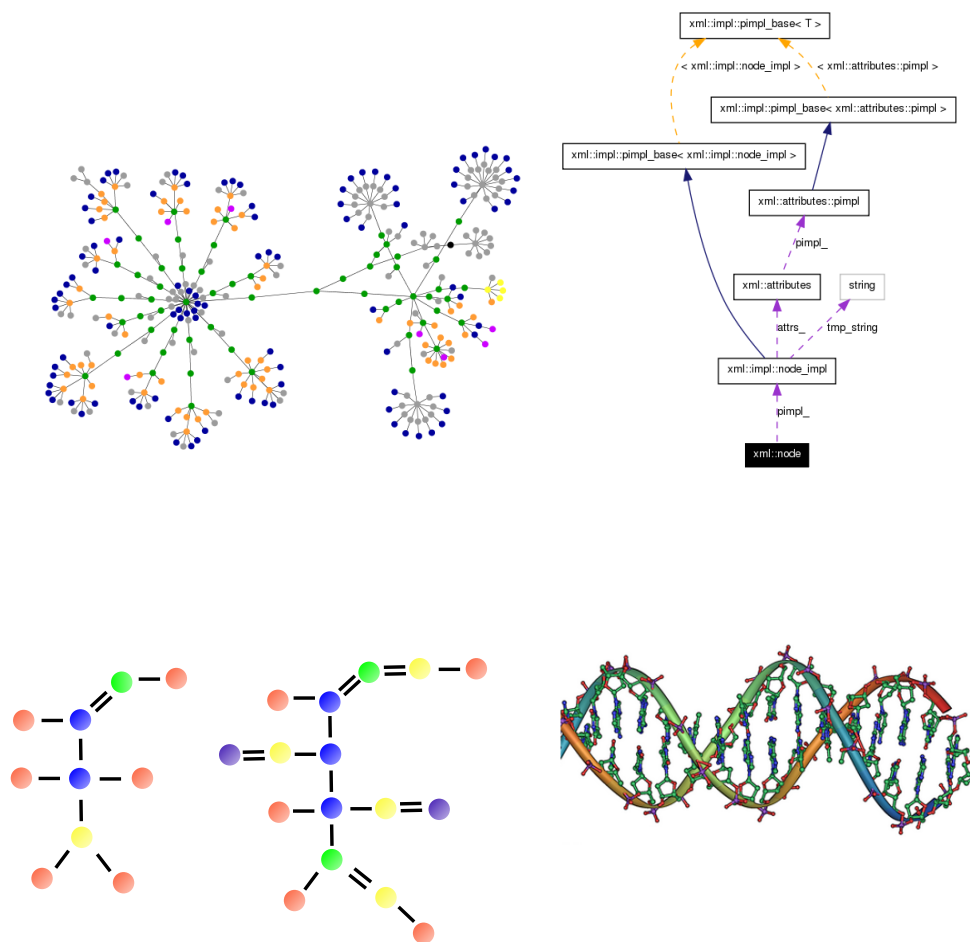 xml::impl::pimpl_base< T >
< xml::impl::node_impl >
< xml::attributes::pimpl >
xml::impl::pimpl_base< xml::attributes::pimpl >
xml::impl::pimpl_base< xml::impl::node_impl >
xml::attributes::pimpl
pimpl_
xml::attributes
string
attrs_
tmp_string
xml::impl::node_impl
pimpl_
xml::node